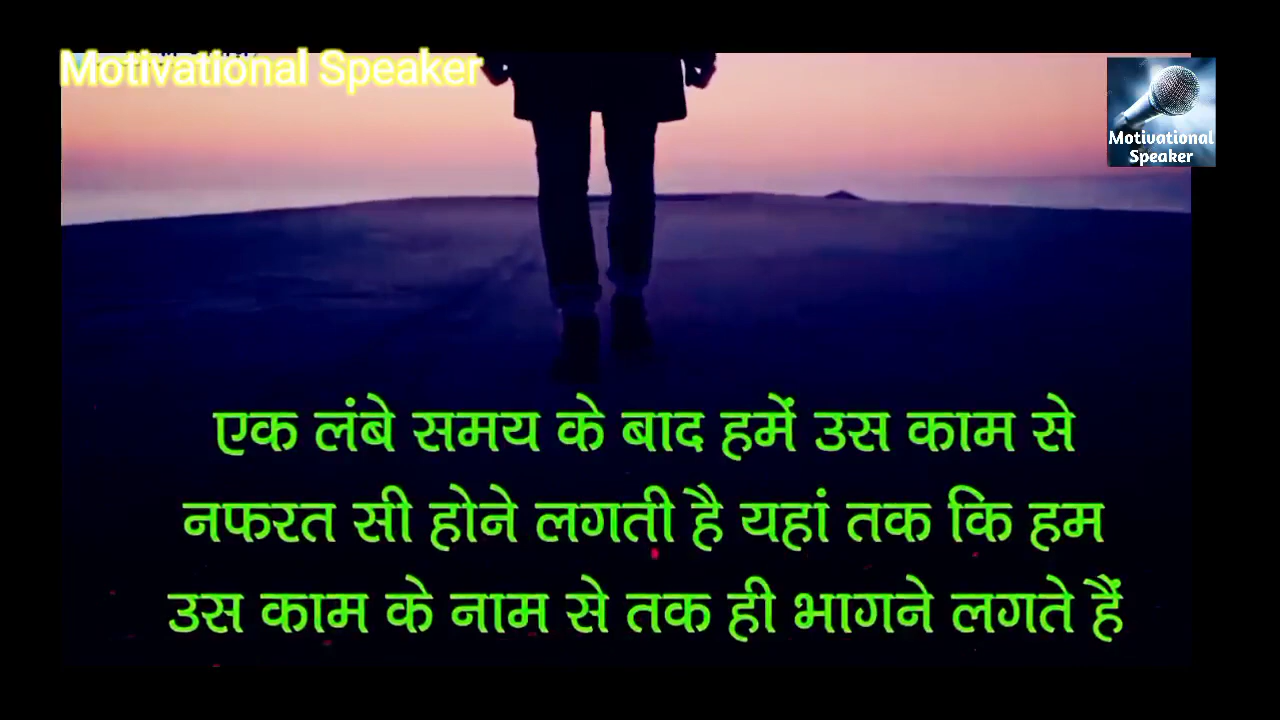 Motivational Speaker
Motivational
Speaker
एक लंबे समय के बाद हमें उस काम से
नफरत सी होने लगती है यहां तक कि हम
उस काम के नाम से तक ही भागने लगते हैं